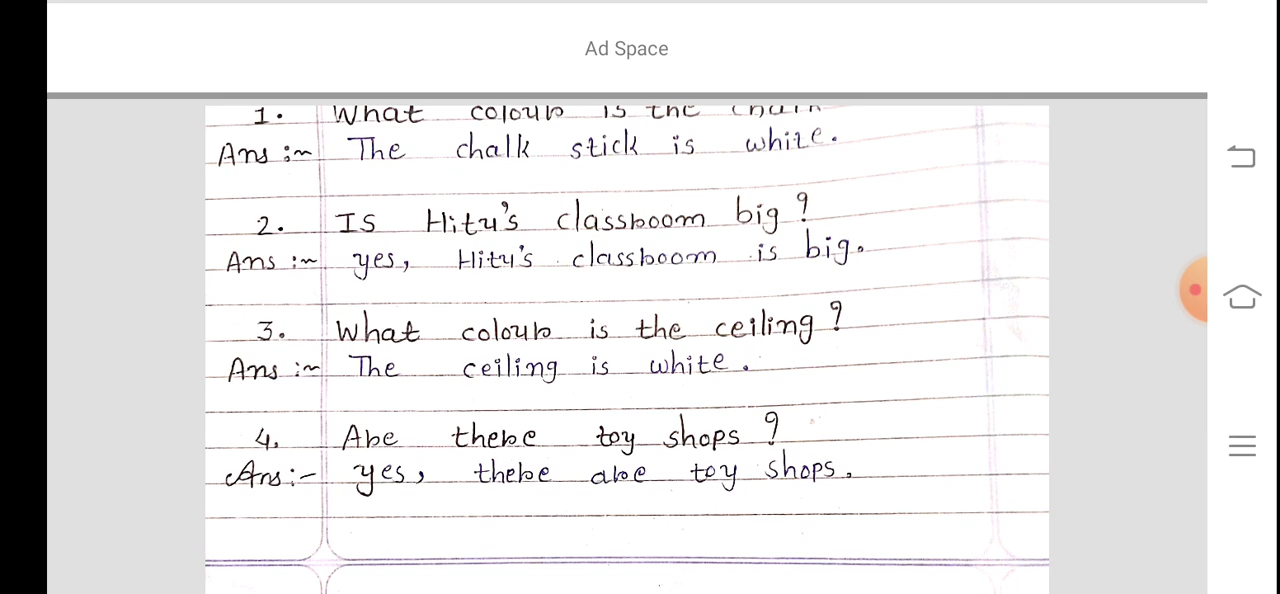 Ad Space
1. What colour is the
Ans :- The chalk stick is white.
2. Is Hitu's classroom big?
Ans :- yes, Hitu's classroom is big.
3. What colour is the ceiling?
Ans :- The ceiling is white.
4. Are there toy shops?
Ans :- yes, there are toy shops.